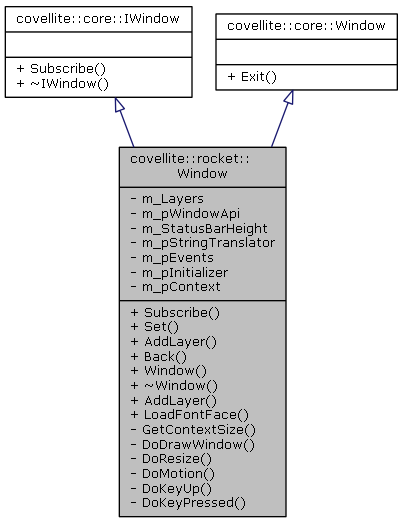 covellite::core::IWindow
+ Subscribe()
+ ~IWindow()
covellite::core::Window
+ Exit()
covellite::rocket::
Window
- m_Layers
- m_pWindowApi
- m_StatusBarHeight
- m_pStringTranslator
- m_pEvents
- m_pInitializer
- m_pContext
+ Subscribe()
+ Set()
+ AddLayer()
+ Back()
+ Window()
+ ~Window()
+ AddLayer()
+ LoadFontFace()
- GetContextSize()
- DoDrawWindow()
- DoResize()
- DoMotion()
- DoKeyUp()
- DoKeyPressed()